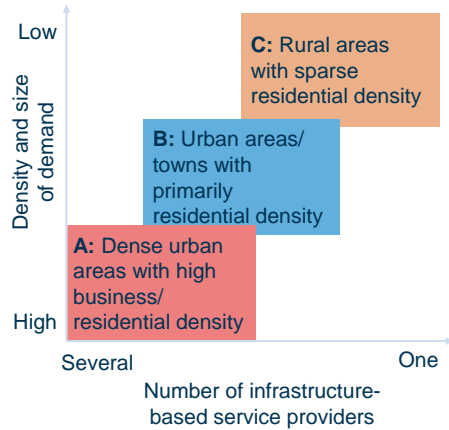 Low
C: Rural areas
with sparse
residential density
B: Urban areas/
towns with
primarily
residential density
Density and size
of demand
A: Dense urban
areas with high
business/
residential density
High
Several
One
Number of infrastructure-
based service providers